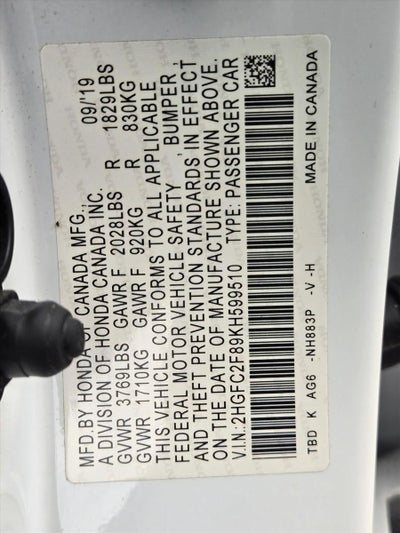 MFD.BY HONDA OF CANADA MFG., 09/'19
A DIVISION OF HONDA CANADA INC.
GVWR 3769LBS GAWR F 2028LBS R 1829LBS
GVWR 1710KG GAWR F 920KG R 830KG
THIS VEHICLE CONFORMS TO ALL APPLICABLE
FEDERAL MOTOR VEHICLE SAFETY , BUMPER ,
AND THEFT PREVENTION STANDARDS IN EFFECT
ON THE DATE OF MANUFACTURE SHOWN ABOVE.
V.I.N.:2HGFC2F89KH599510 TYPE: PASSENGER CAR
TBD K AG6 -NH883P -V -H MADE IN CANADA